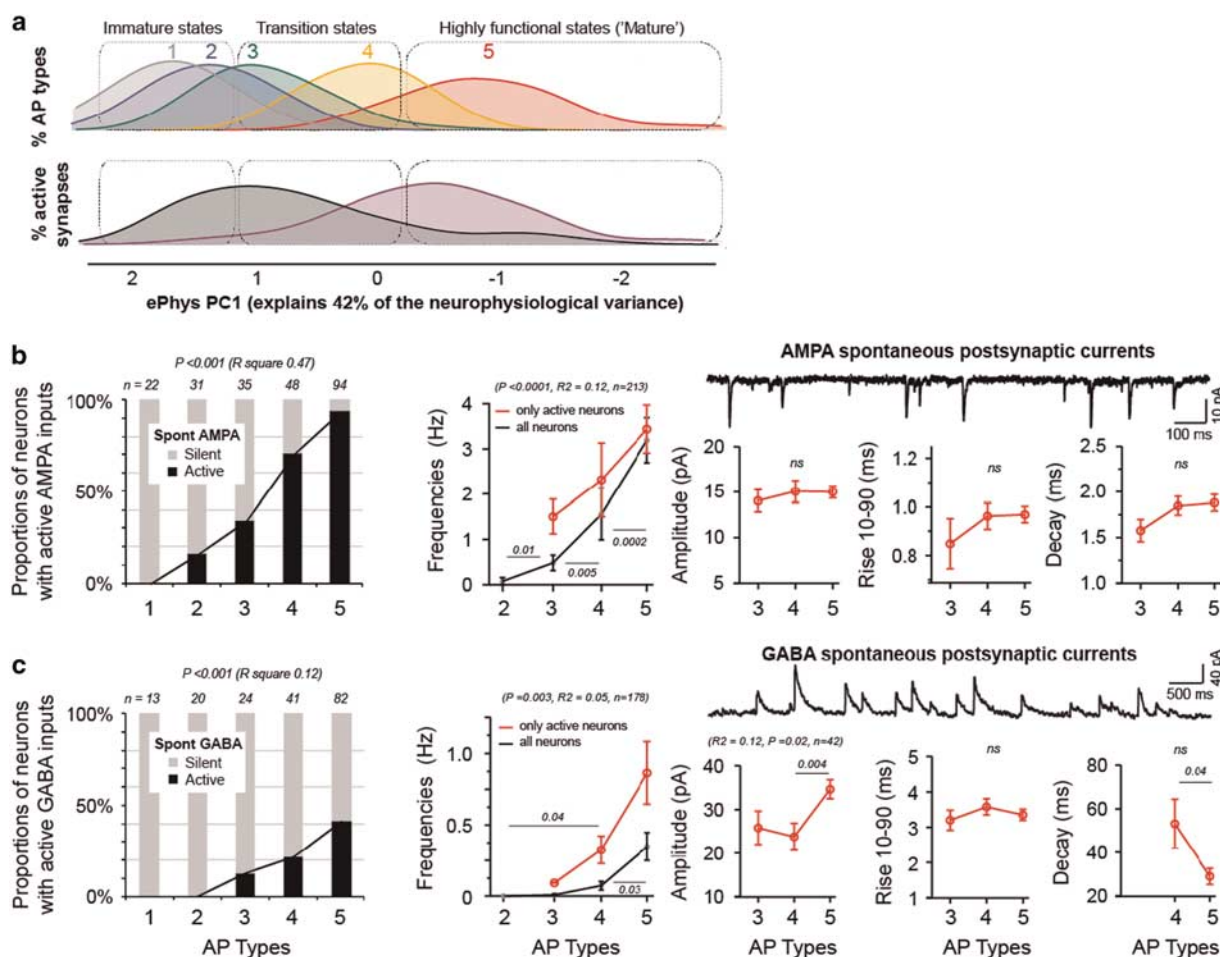 a
Immature states
Transition states
Highly functional states ('Mature')
1 2 3 4 5
% AP types
% active
synapses
2 1 0 -1 -2
ePhys PC1 (explains 42% of the neurophysiological variance)
b
P <0.001 (R square 0.47)
n = 22 31 35 48 94
Proportions of neurons
with active AMPA inputs
100%
50%
0%
Spont AMPA
Silent
Active
1 2 3 4 5
(P <0.0001, R2 = 0.12, n=213)
only active neurons
all neurons
Frequencies (Hz)
4
3
2
1
0
0.01
0.005
0.0002
2 3 4 5
AMPA spontaneous postsynaptic currents
10 pA
100 ms
Amplitude (pA)
20
15
10
5
ns
3 4 5
Rise 10-90 (ms)
1.2
1.0
0.8
ns
3 4 5
Decay (ms)
2.5
2.0
1.5
1.0
ns
3 4 5
c
P <0.001 (R square 0.12)
n = 13 20 24 41 82
Proportions of neurons
with active GABA inputs
100%
50%
0%
Spont GABA
Silent
Active
1 2 3 4 5
AP Types
(P =0.003, R2 = 0.05, n=178)
only active neurons
all neurons
Frequencies (Hz)
1.0
0.5
0
0.04
0.03
2 3 4 5
AP Types
GABA spontaneous postsynaptic currents
40 pA
500 ms
(R2 = 0.12, P =0.02, n=42)
Amplitude (pA)
40
30
20
10
0.004
3 4 5
AP Types
Rise 10-90 (ms)
5
4
3
2
1
ns
3 4 5
AP Types
Decay (ms)
80
60
40
20
ns
0.04
4 5
AP Types